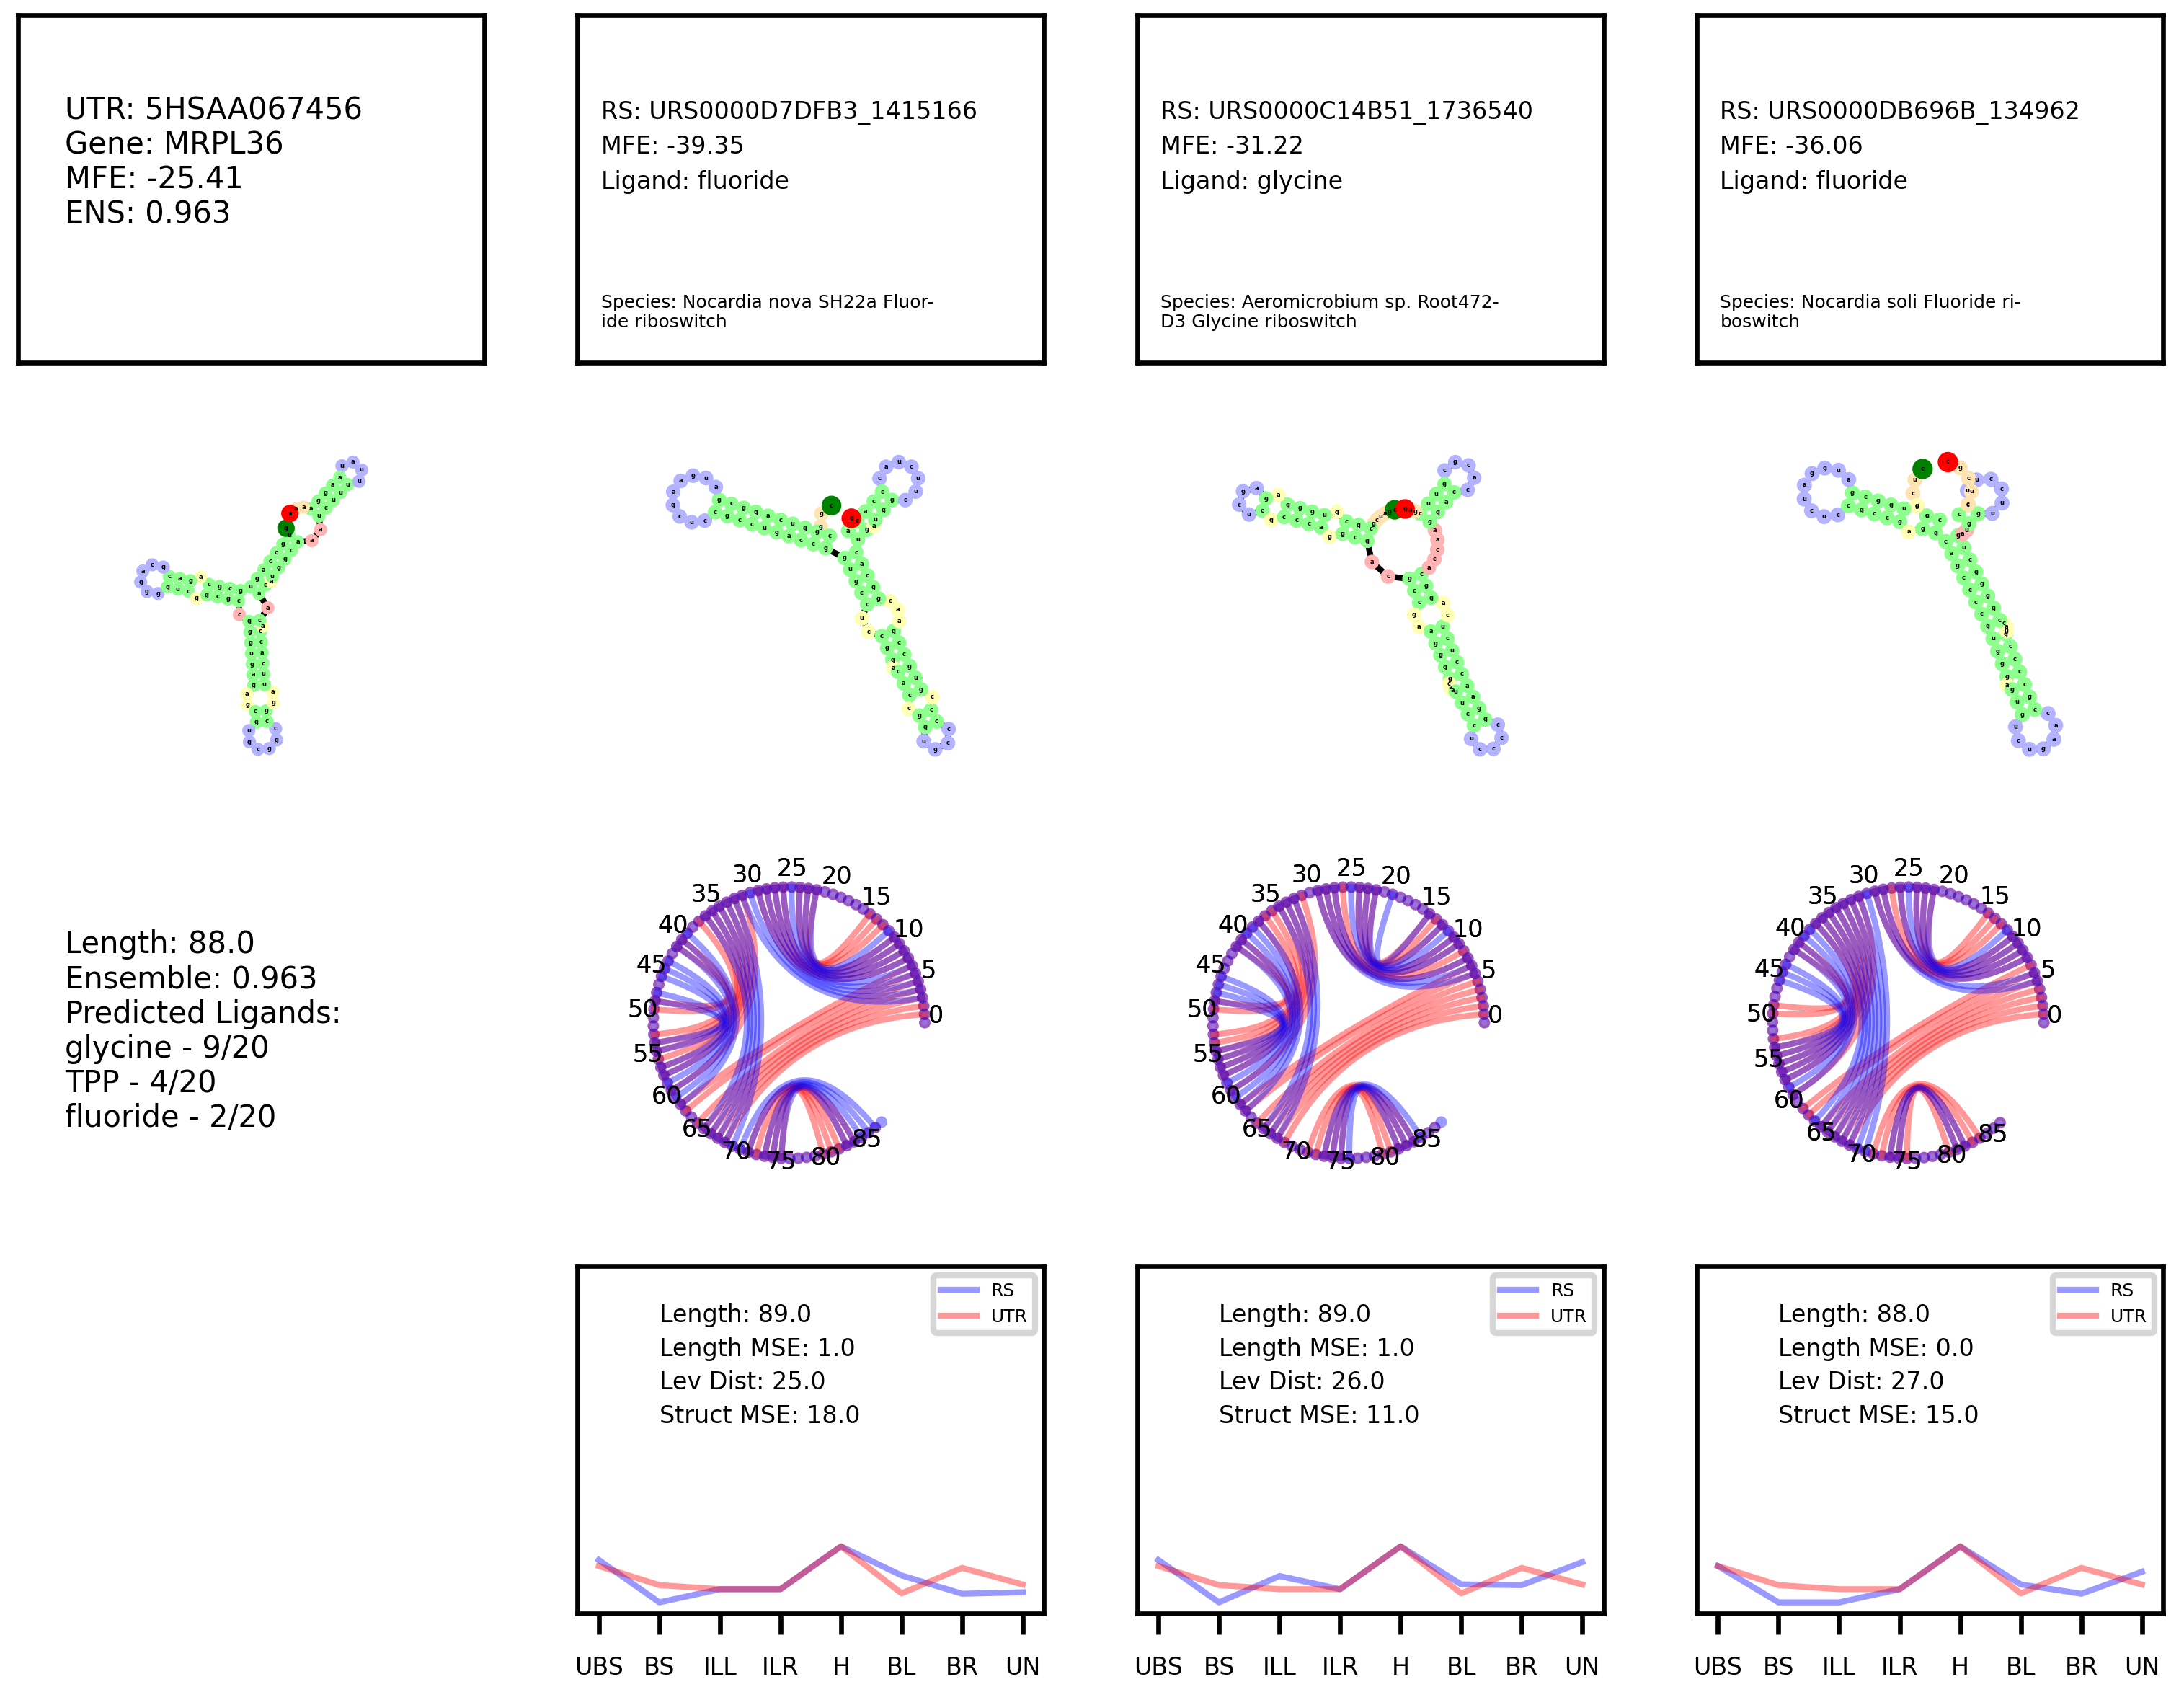 UTR: 5HSAA067456
Gene: MRPL36
MFE: -25.41
ENS: 0.963
RS: URS0000D7DFB3_1415166
MFE: -39.35
Ligand: fluoride
Species: Nocardia nova SH22a Fluor-
ide riboswitch
RS: URS0000C14B51_1736540
MFE: -31.22
Ligand: glycine
Species: Aeromicrobium sp. Root472-
D3 Glycine riboswitch
RS: URS0000DB696B_134962
MFE: -36.06
Ligand: fluoride
Species: Nocardia soli Fluoride ri-
boswitch
Length: 88.0
Ensemble: 0.963
Predicted Ligands:
glycine - 9/20
TPP - 4/20
fluoride - 2/20
0
5
10
15
20
25
30
35
40
45
50
55
60
65
70
75
80
85
0
5
10
15
20
25
30
35
40
45
50
55
60
65
70
75
80
85
0
5
10
15
20
25
30
35
40
45
50
55
60
65
70
75
80
85
RS
UTR
Length: 89.0
Length MSE: 1.0
Lev Dist: 25.0
Struct MSE: 18.0
UBS BS ILL ILR H BL BR UN
RS
UTR
Length: 89.0
Length MSE: 1.0
Lev Dist: 26.0
Struct MSE: 11.0
UBS BS ILL ILR H BL BR UN
RS
UTR
Length: 88.0
Length MSE: 0.0
Lev Dist: 27.0
Struct MSE: 15.0
UBS BS ILL ILR H BL BR UN